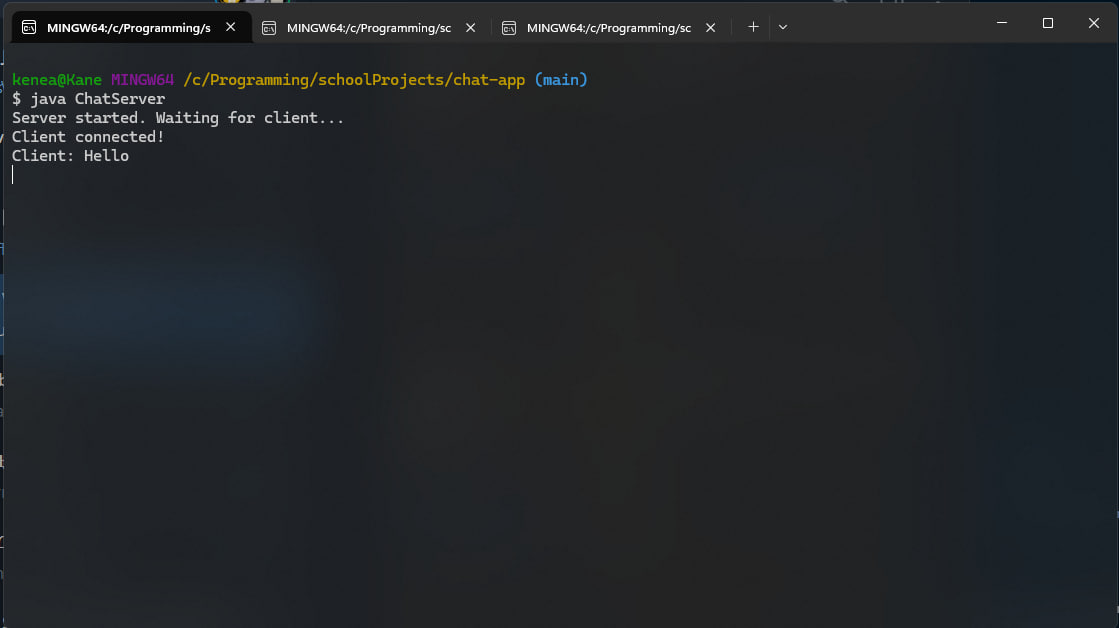 MINGW64:/c/Programming/s
MINGW64:/c/Programming/sc
MINGW64:/c/Programming/sc
kenea@Kane MINGW64 /c/Programming/schoolProjects/chat-app (main)
$ java ChatServer
Server started. Waiting for client...
Client connected!
Client: Hello